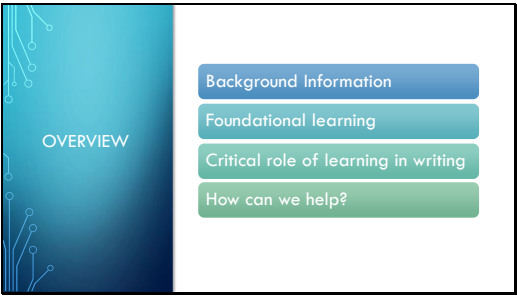 OVERVIEW
Background Information
Foundational learning
Critical role of learning in writing
How can we help?